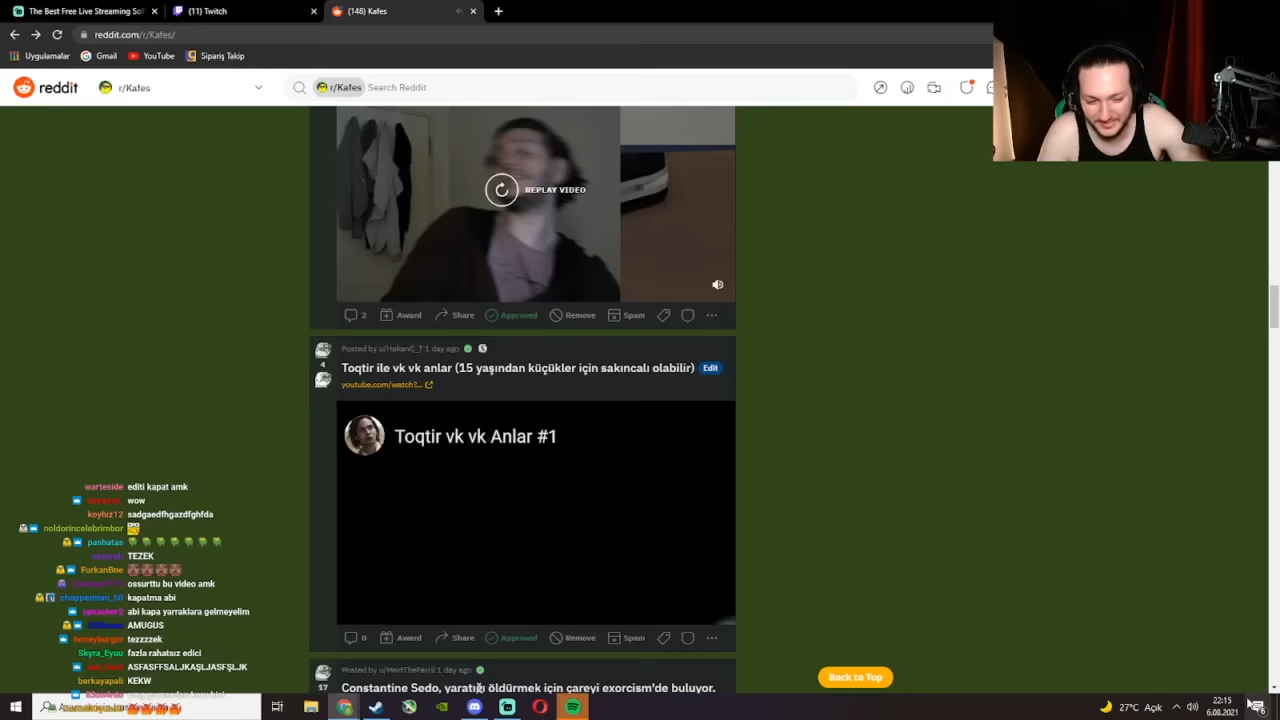 The Best Free Live Streaming Sof
(11) Twitch
(148) Kafes
reddit.com/r/Kafes/
Uygulamalar Gmail YouTube Sipariş Takip
reddit r/Kafes r/Kafes Search Reddit
REPLAY VIDEO
2 Award Share Approved Remove Spam
Posted by u/HakanC_T 1 day ago
4
Toqtir ile vk vk anlar (15 yaşından küçükler için sakıncalı olabilir) Edit
youtube.com/watch?...
Toqtir vk vk Anlar #1
warteside editi kapat amk
wow
koyhiz12 sadgaedfhgazdfghfda
noldorincelebrimbor
pashatas
TEZEK
FurkanBne
ossurttu bu video amk
chopperman_50 kapatma abi
speacker2 abi kapa yarraklara gelmeyelim
AMUGUS
honeyburgor tezzzek
Skyra_Eyuu fazla rahatsız edici
ASFASFFSALJKAŞLJASFŞLJK
berkayapali KEKW
0 Award Share Approved Remove Spam
Posted by u/MertTheFarril 1 day ago
17
Constantine Sedo, yaratığı öldürmek için çareyi exorcism'de buluyor.
Back to Top
27°C Açık
22:15
6.08.2021
6